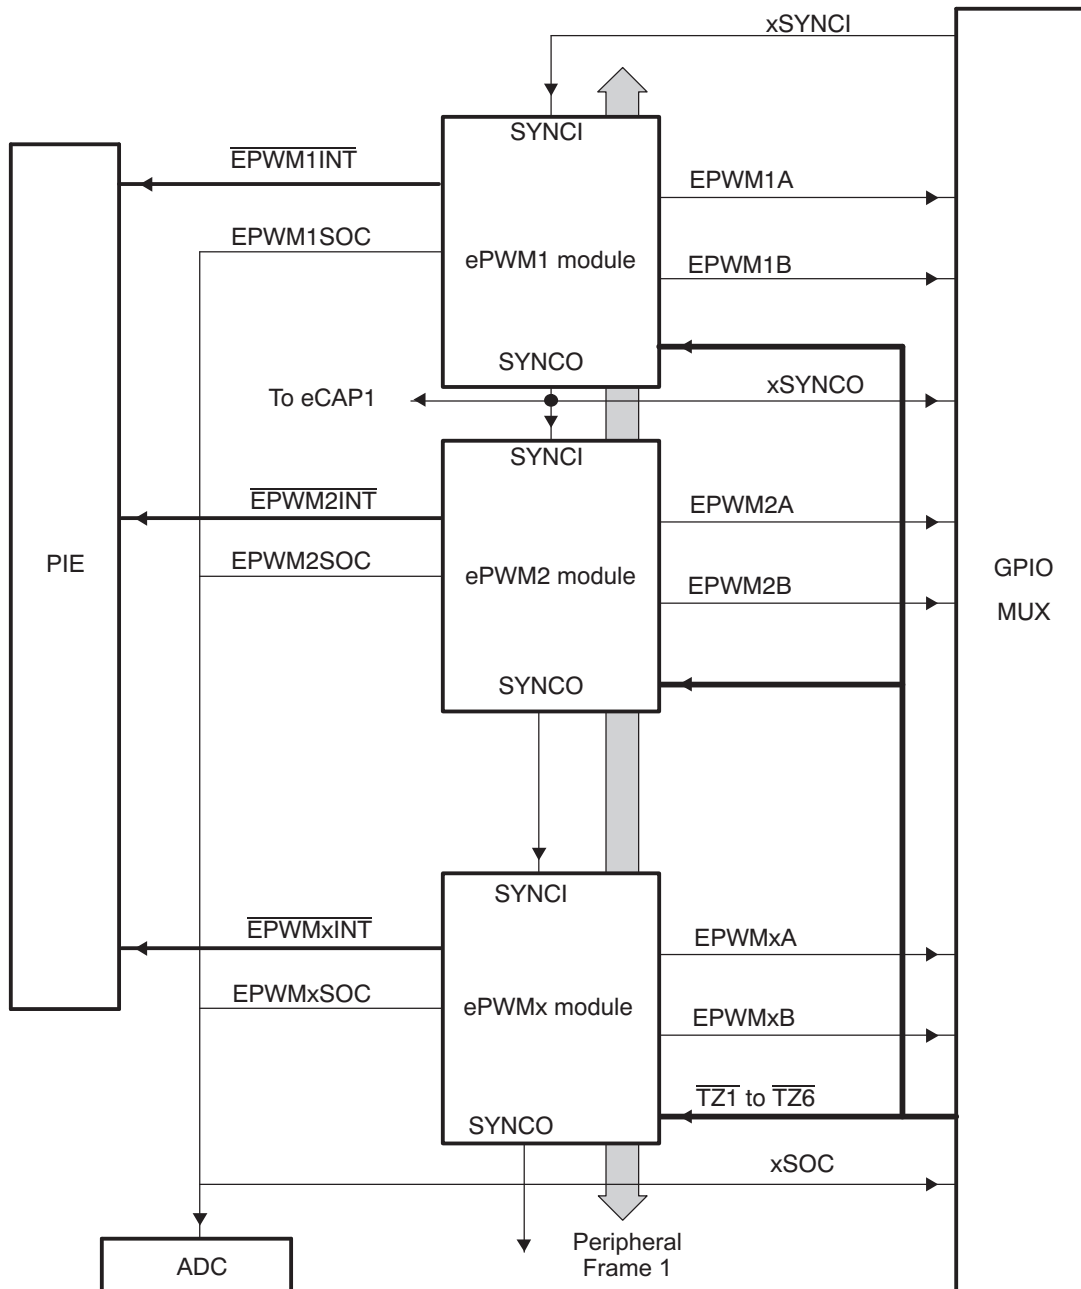 xSYNCI
SYNCI
EPWM1INT
EPWM1A
EPWM1SOC
ePWM1 module
EPWM1B
SYNCO
To eCAP1
xSYNCO
SYNCI
EPWM2INT
EPWM2A
PIE
EPWM2SOC
ePWM2 module
EPWM2B
GPIO
MUX
SYNCO
SYNCI
EPWMxINT
EPWMxA
EPWMxSOC
ePWMx module
EPWMxB
TZ1 to TZ6
SYNCO
xSOC
Peripheral
Frame 1
ADC